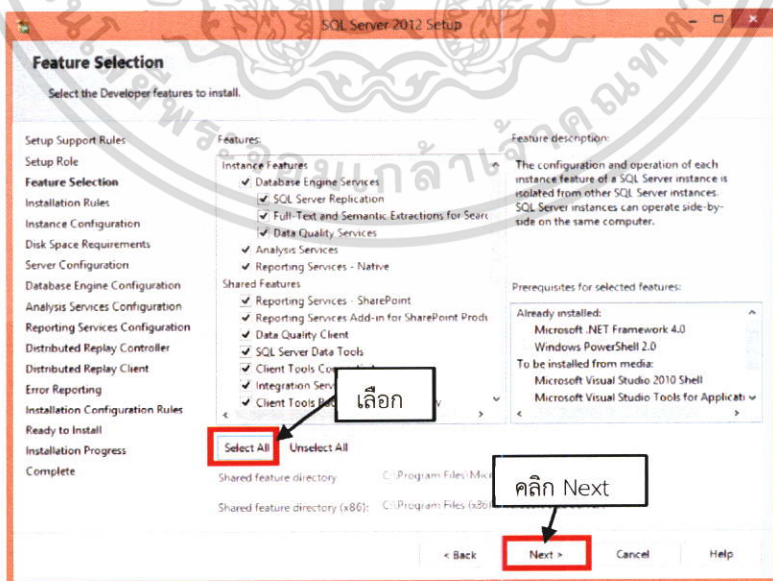 SQL Server 2012 Setup
Feature Selection
Select the Developer features to install.
Setup Support Rules
Setup Role
Feature Selection
Installation Rules
Instance Configuration
Disk Space Requirements
Server Configuration
Database Engine Configuration
Analysis Services Configuration
Reporting Services Configuration
Distributed Replay Controller
Distributed Replay Client
Error Reporting
Installation Configuration Rules
Ready to Install
Installation Progress
Complete
Features:
Instance Features
Database Engine Services
SQL Server Replication
Full-Text and Semantic Extractions for Searc
Data Quality Services
Analysis Services
Reporting Services - Native
Shared Features
Reporting Services - SharePoint
Reporting Services Add-in for SharePoint Produ
Data Quality Client
SQL Server Data Tools
Client Tools
Integration Serv
Client Tools
เลือก
Select All Unselect All
Shared feature directory C:\Program Files\Micr
Shared feature directory (x86): C:\Program Files (x86)
Feature description:
The configuration and operation of each
instance feature of a SQL Server instance is
isolated from other SQL Server instances.
SQL Server instances can operate side-by-
side on the same computer.
Prerequisites for selected features:
Already installed:
Microsoft .NET Framework 4.0
Windows PowerShell 2.0
To be installed from media:
Microsoft Visual Studio 2010 Shell
Microsoft Visual Studio Tools for Applicati
คลิก Next
< Back Next > Cancel Help